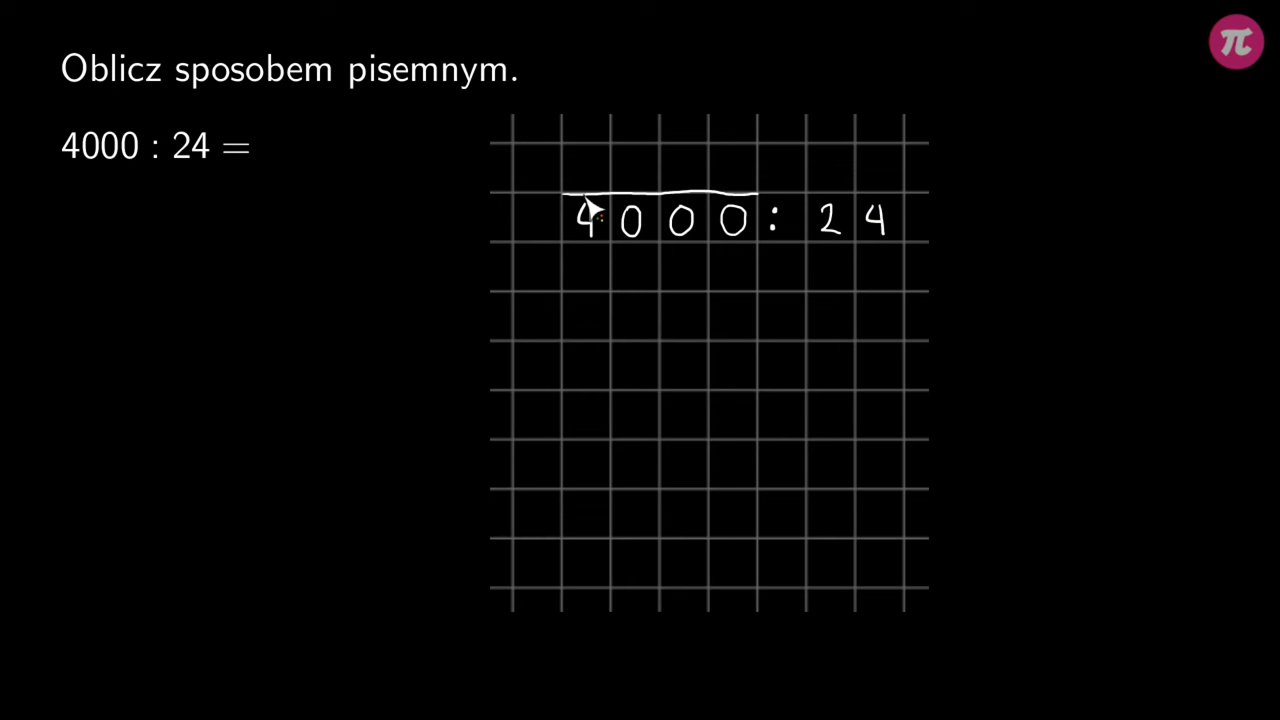 Oblicz sposobem pisemnym.
4000 : 24 =
4000: 24
π